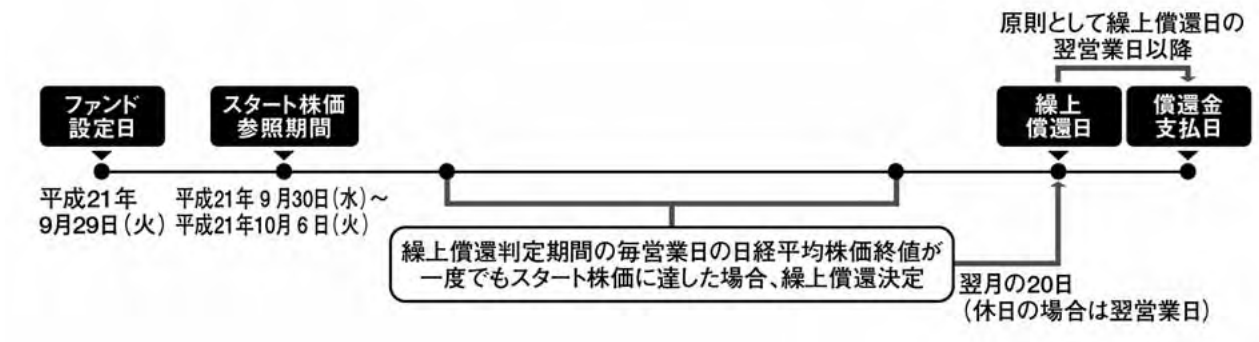 原則として繰上償還日の
翌営業日以降
ファンド
設定日
スタート株価
参照期間
繰上
償還日
償還金
支払日
平成21年
9月29日(火)
平成21年9月30日(水)～
平成21年10月6日(火)
繰上償還判定期間の毎営業日の日経平均株価終値が
一度でもスタート株価に達した場合、繰上償還決定
翌月の20日
(休日の場合は翌営業日)